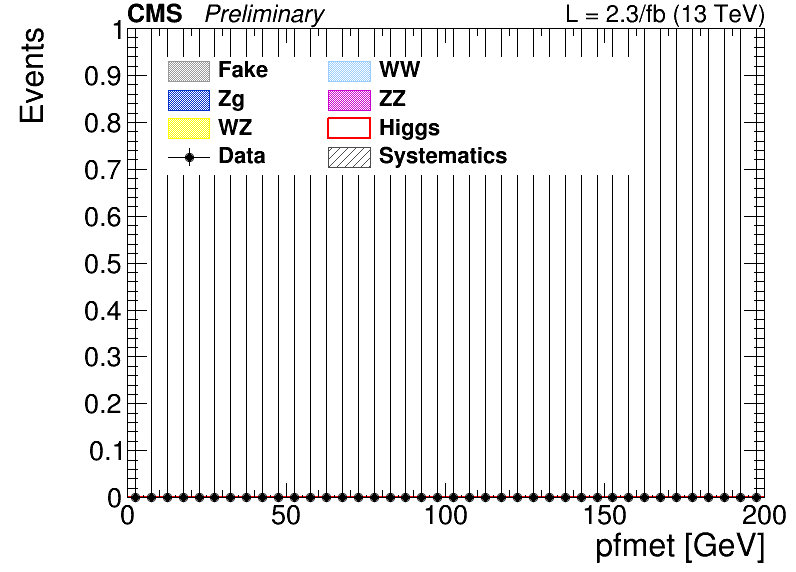 CMS Preliminary L = 2.3/fb (13 TeV)
Events
1
0.9
0.8
0.7
0.6
0.5
0.4
0.3
0.2
0.1
0
Fake WW
Zg ZZ
WZ Higgs
Data Systematics
0 50 100 150 200
pfmet [GeV]